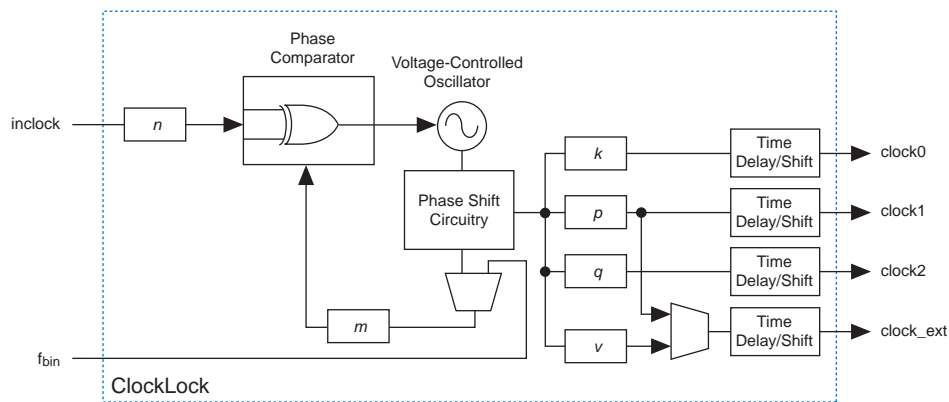 Phase
Comparator
Voltage-Controlled
Oscillator
inclock
n
k
Time
Delay/Shift
clock0
Phase Shift
Circuitry
p
Time
Delay/Shift
clock1
q
Time
Delay/Shift
clock2
m
v
Time
Delay/Shift
clock_ext
fbin
ClockLock